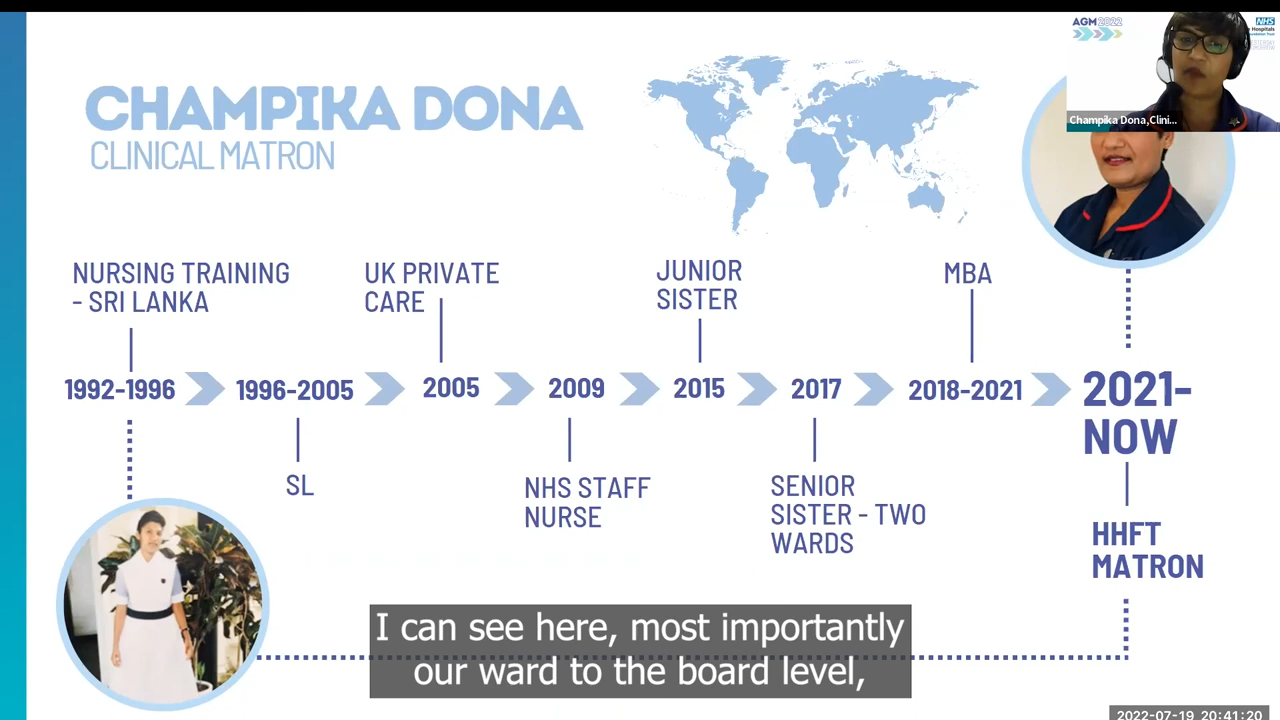 AGM2022
NHS
Hospitals
CHAMPIKA DONA
CLINICAL MATRON
Champika Dona,Clini...
NURSING TRAINING
- SRI LANKA
UK PRIVATE
CARE
JUNIOR
SISTER
MBA
1992-1996
1996-2005
2005
2009
2015
2017
2018-2021
2021-
NOW
SL
NHS STAFF
NURSE
SENIOR
SISTER - TWO
WARDS
HHFT
MATRON
I can see here, most importantly
our ward to the board level,
2022-07-19 20:41:20